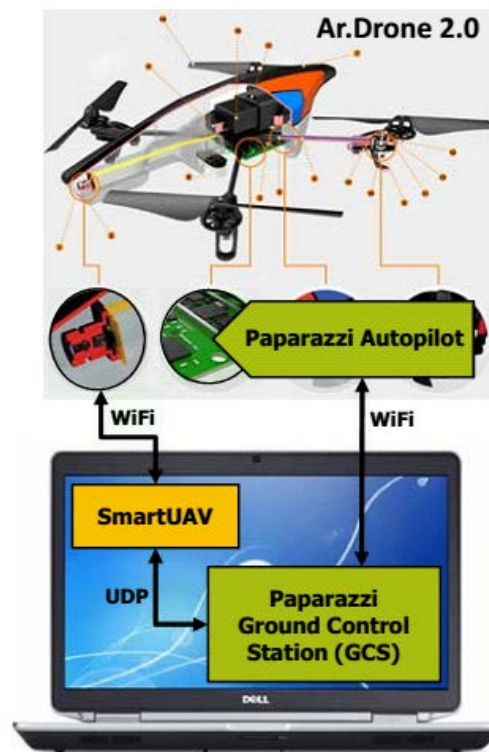 Ar.Drone 2.0
Paparazzi Autopilot
WiFi
WiFi
SmartUAV
UDP
Paparazzi
Ground Control
Station (GCS)
DELL